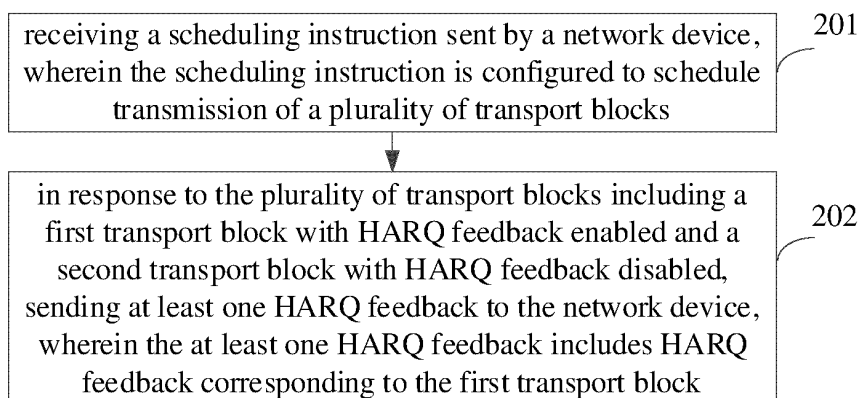 receiving a scheduling instruction sent by a network device,
wherein the scheduling instruction is configured to schedule
transmission of a plurality of transport blocks
201
in response to the plurality of transport blocks including a
first transport block with HARQ feedback enabled and a
second transport block with HARQ feedback disabled,
sending at least one HARQ feedback to the network device,
wherein the at least one HARQ feedback includes HARQ
feedback corresponding to the first transport block
202